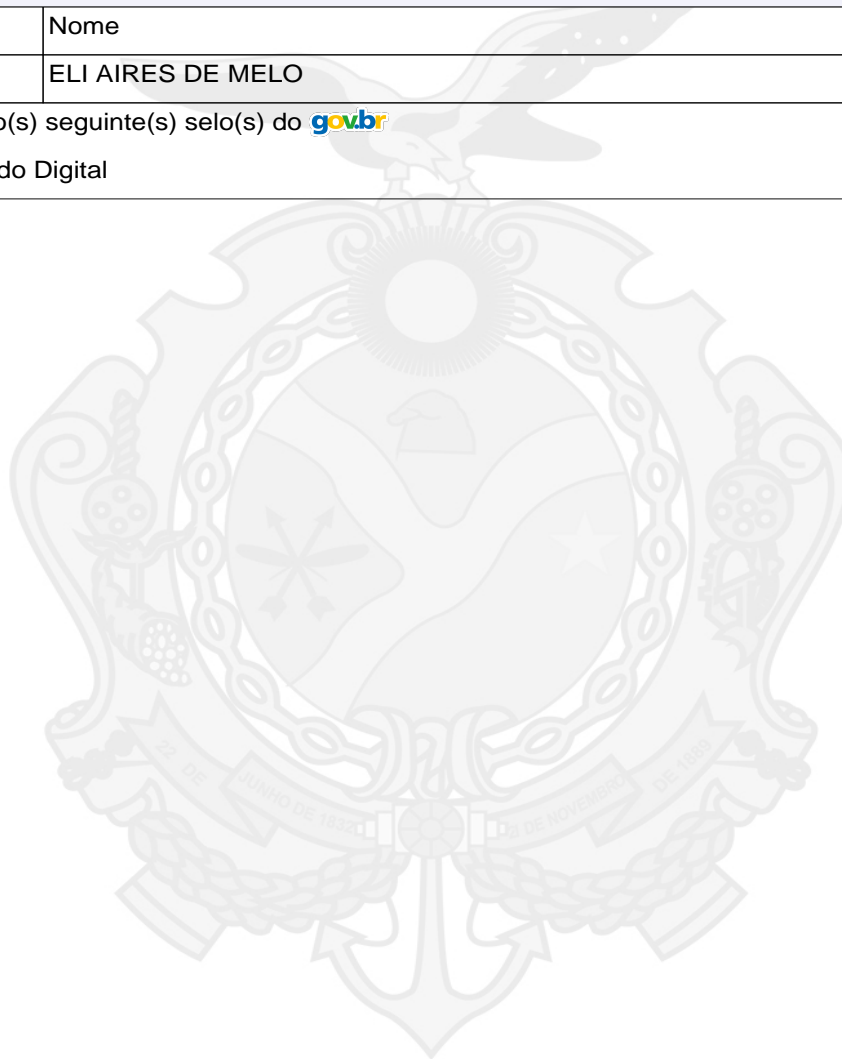 Nome
ELI AIRES DE MELO
o(s) seguinte(s) selo(s) do gov.br
do Digital
22 DE
JUNHO DE 1832
21 DE NOVEMBRO
DE 1889